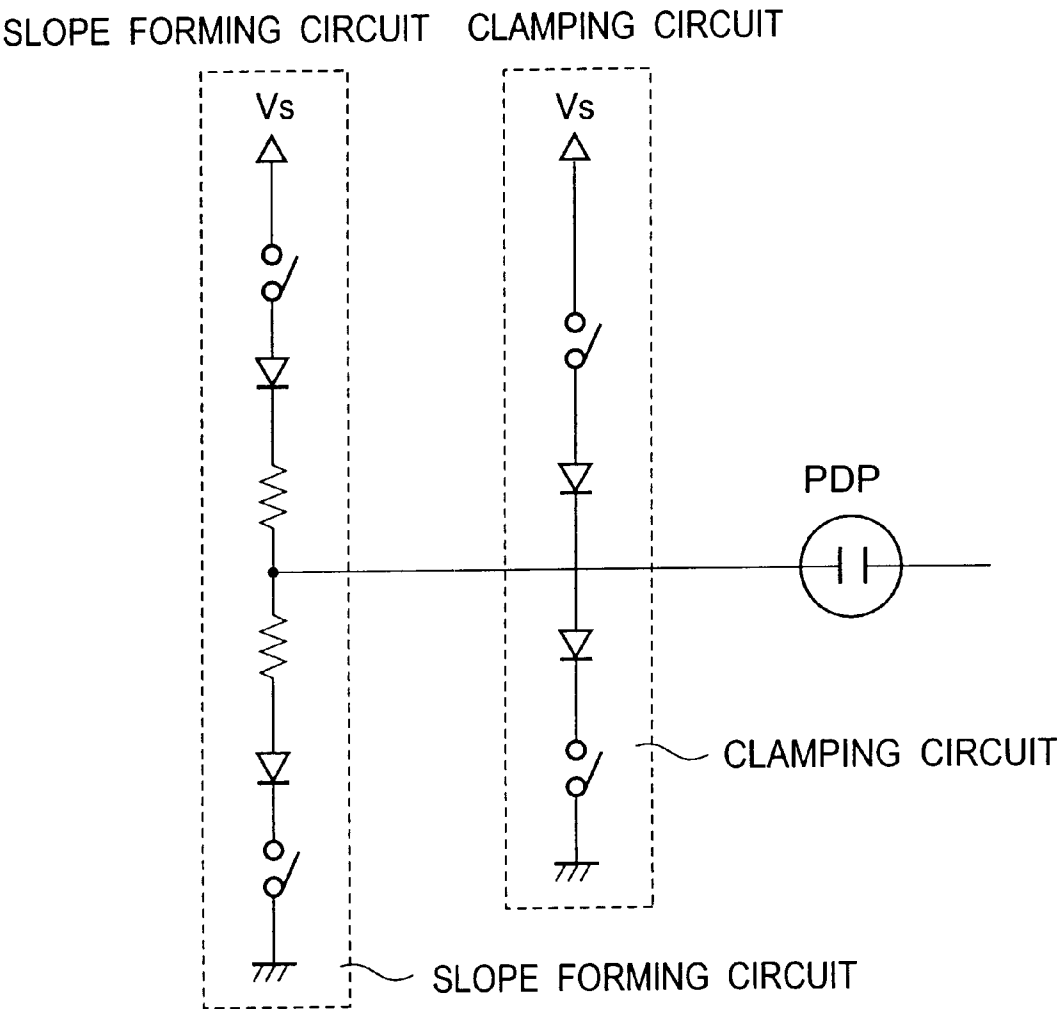 SLOPE FORMING CIRCUIT
CLAMPING CIRCUIT
Vs
Vs
PDP
CLAMPING CIRCUIT
SLOPE FORMING CIRCUIT